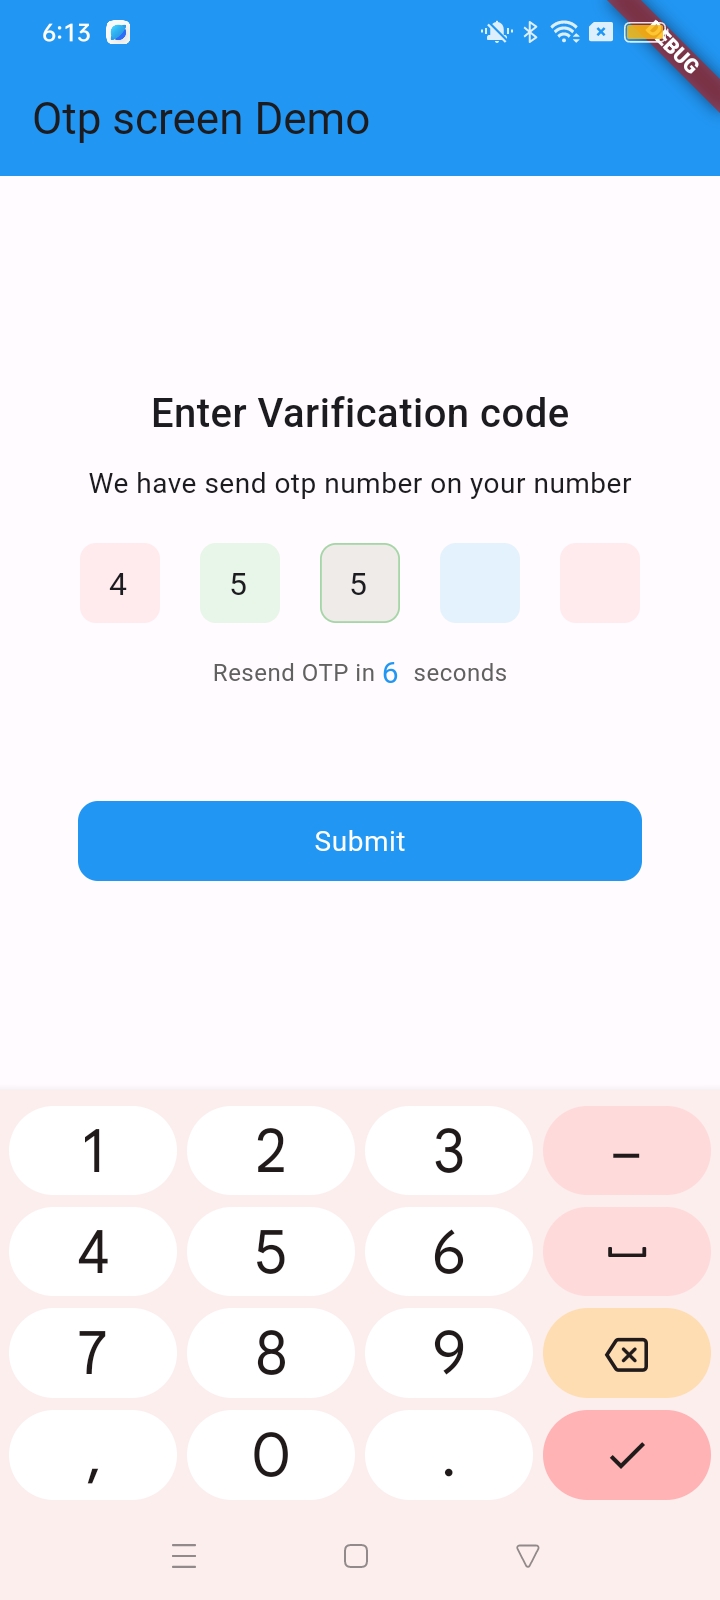 6:13
DEBUG
Otp screen Demo
Enter Varification code
We have send otp number on your number
4 5 5
Resend OTP in 6 seconds
Submit
1 2 3 –
4 5 6
7 8 9
, 0 .